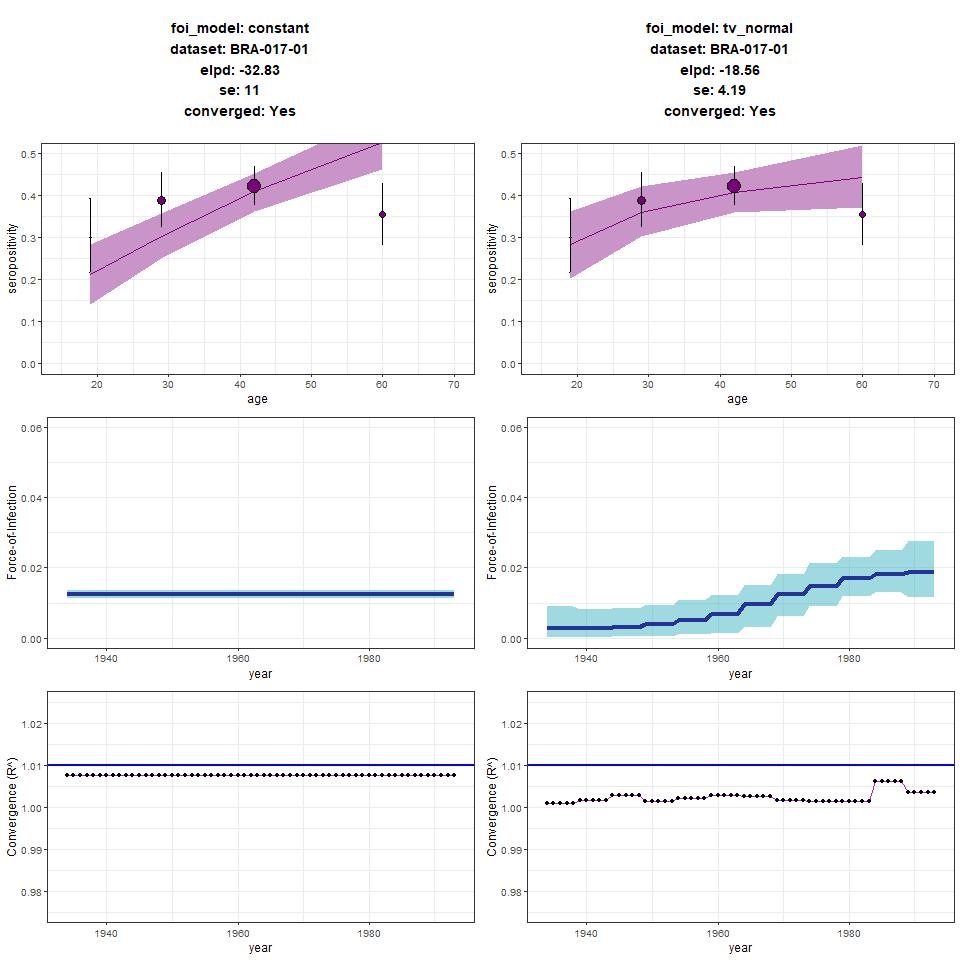 foi_model: constant
dataset: BRA-017-01
elpd: -32.83
se: 11
converged: Yes
foi_model: tv_normal
dataset: BRA-017-01
elpd: -18.56
se: 4.19
converged: Yes
seropositivity
0.5
0.4
0.3
0.2
0.1
0.0
20 30 40 50 60 70
age
seropositivity
0.5
0.4
0.3
0.2
0.1
0.0
20 30 40 50 60 70
age
Force-of-Infection
0.06
0.04
0.02
0.00
1940 1960 1980
year
Force-of-Infection
0.06
0.04
0.02
0.00
1940 1960 1980
year
Convergence (R^)
1.02
1.01
1.00
0.99
0.98
1940 1960 1980
year
Convergence (R^)
1.02
1.01
1.00
0.99
0.98
1940 1960 1980
year